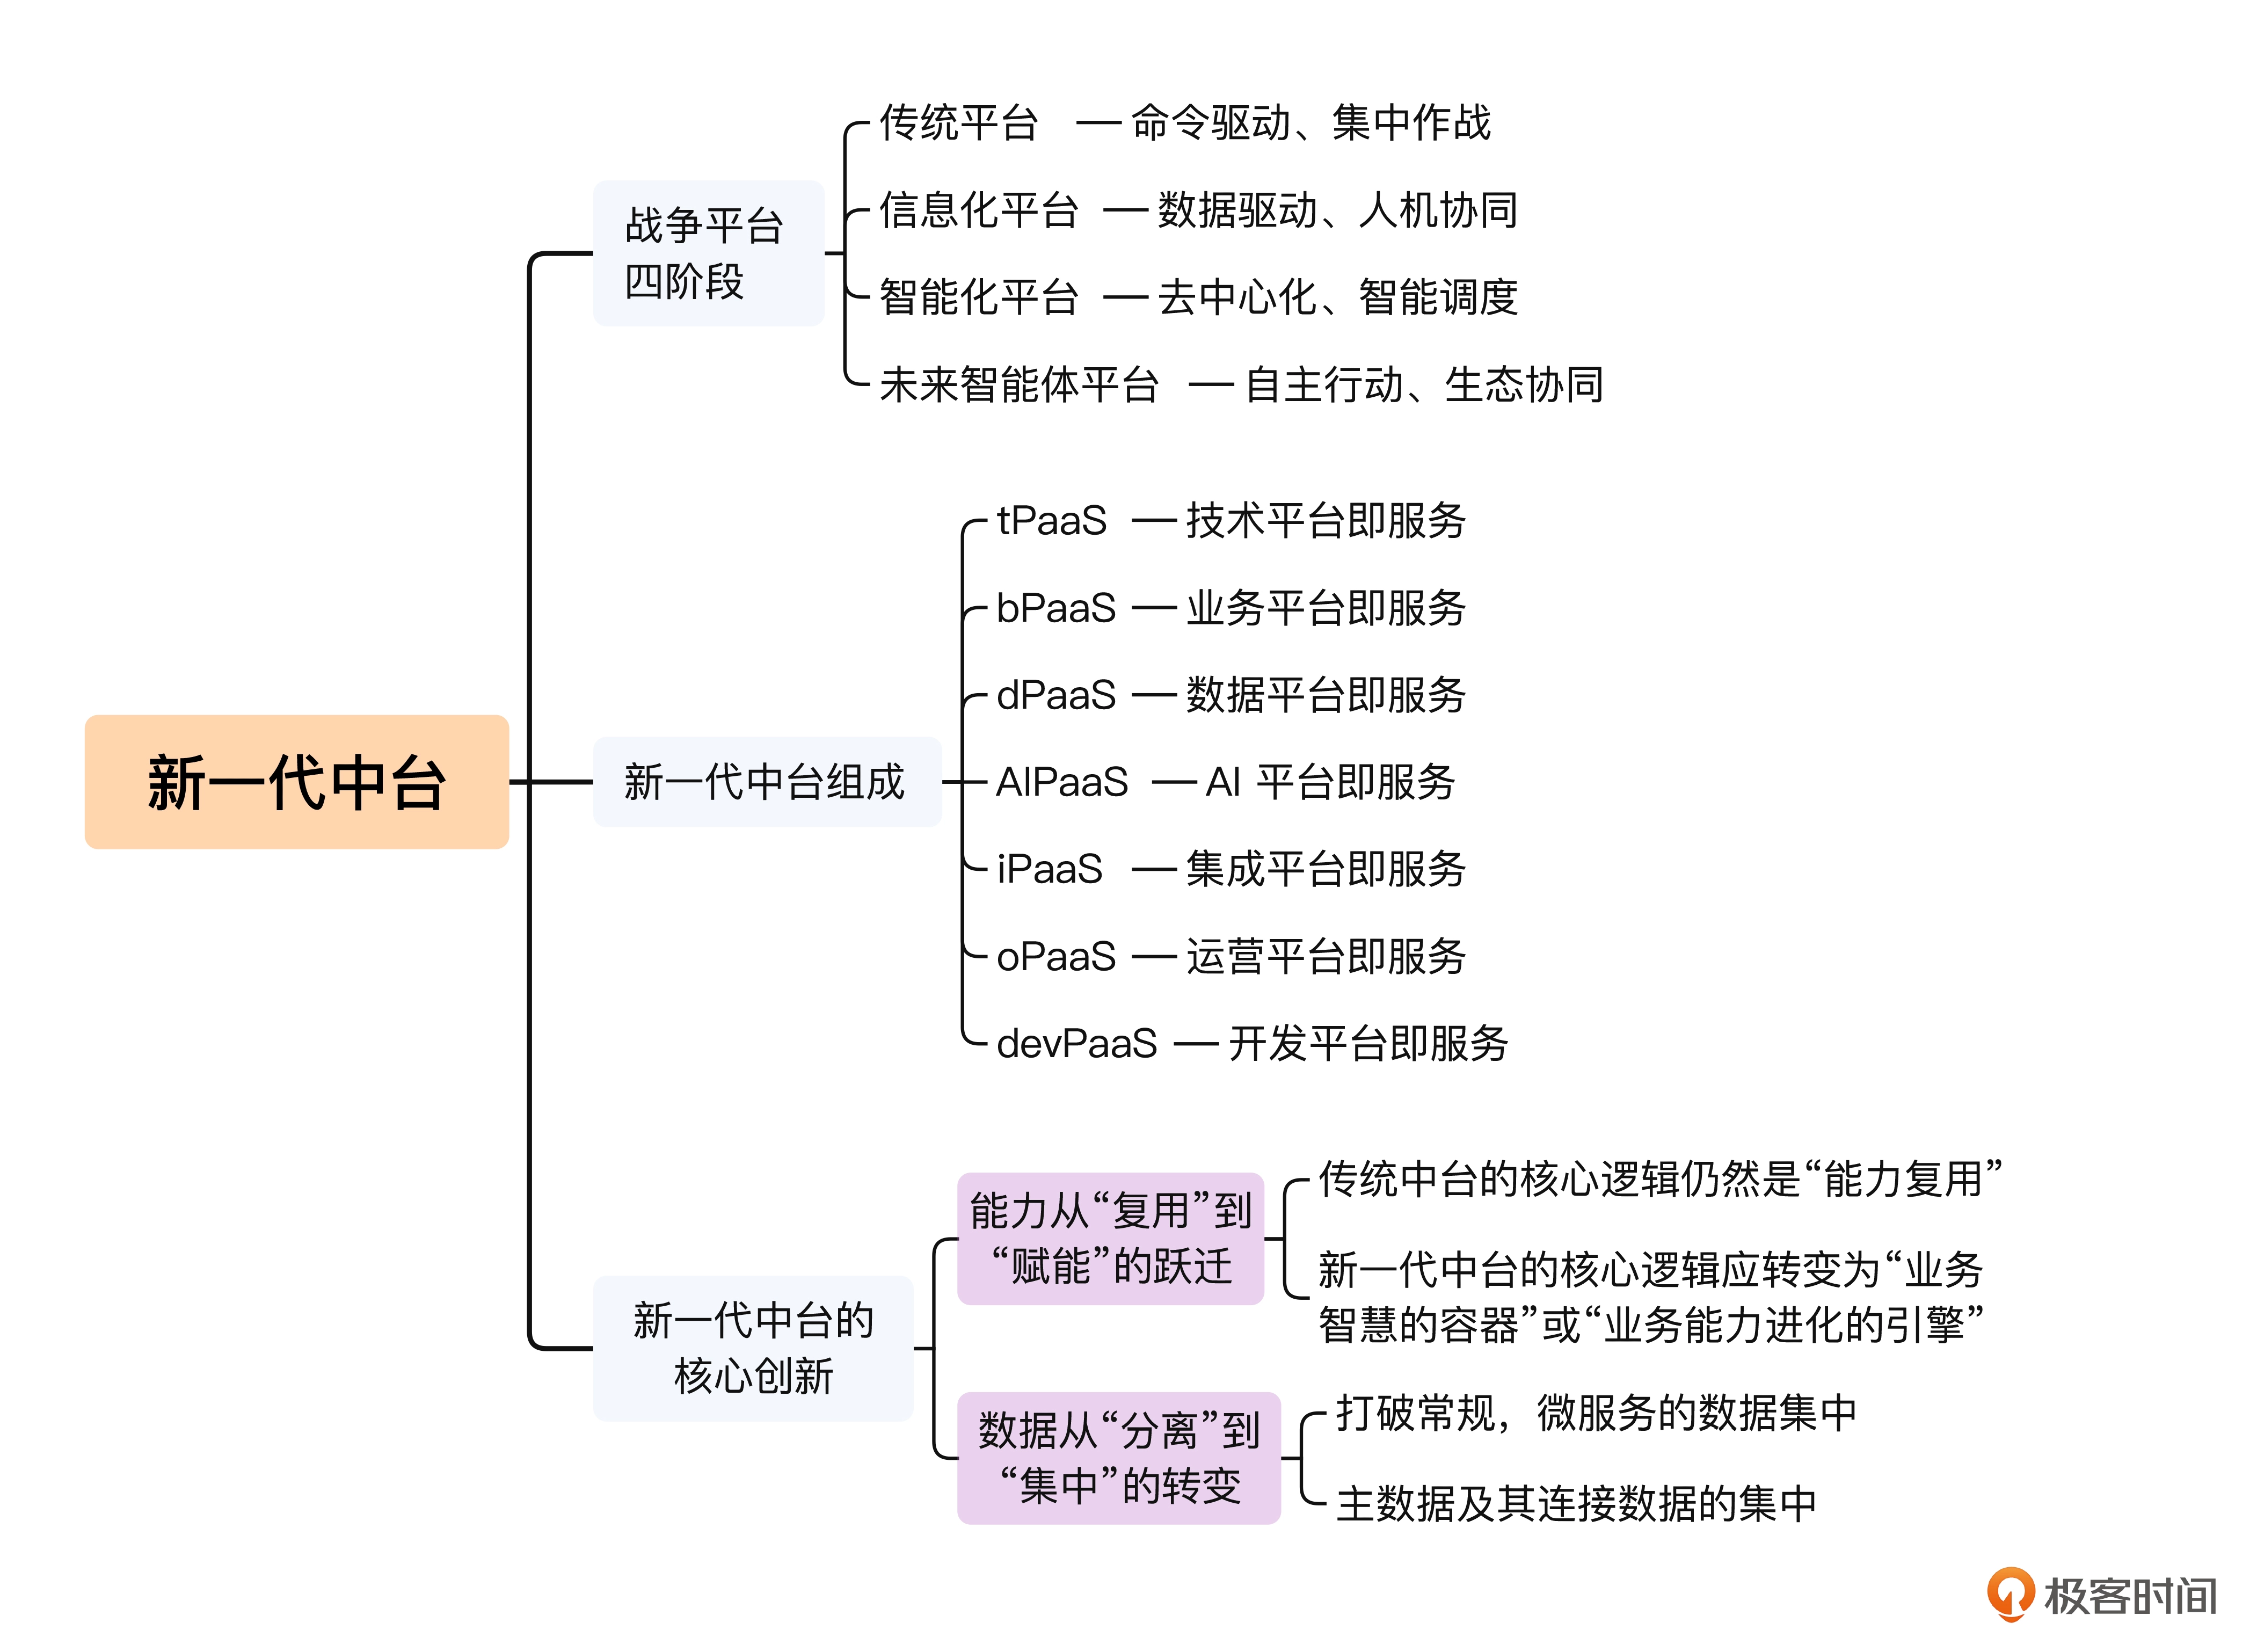 新一代中台
战争平台
四阶段
传统平台 — 命令驱动、集中作战
信息化平台 — 数据驱动、人机协同
智能化平台 — 去中心化、智能调度
未来智能体平台 — 自主行动、生态协同
新一代中台组成
tPaaS — 技术平台即服务
bPaaS — 业务平台即服务
dPaaS — 数据平台即服务
AIPaaS — AI 平台即服务
iPaaS — 集成平台即服务
oPaaS — 运营平台即服务
devPaaS — 开发平台即服务
新一代中台的
核心创新
能力从“复用”到
“赋能”的跃迁
传统中台的核心逻辑仍然是“能力复用”
新一代中台的核心逻辑应转变为“业务
智慧的容器”或“业务能力进化的引擎”
数据从“分离”到
“集中”的转变
打破常规，微服务的数据集中
主数据及其连接数据的集中
极客时间